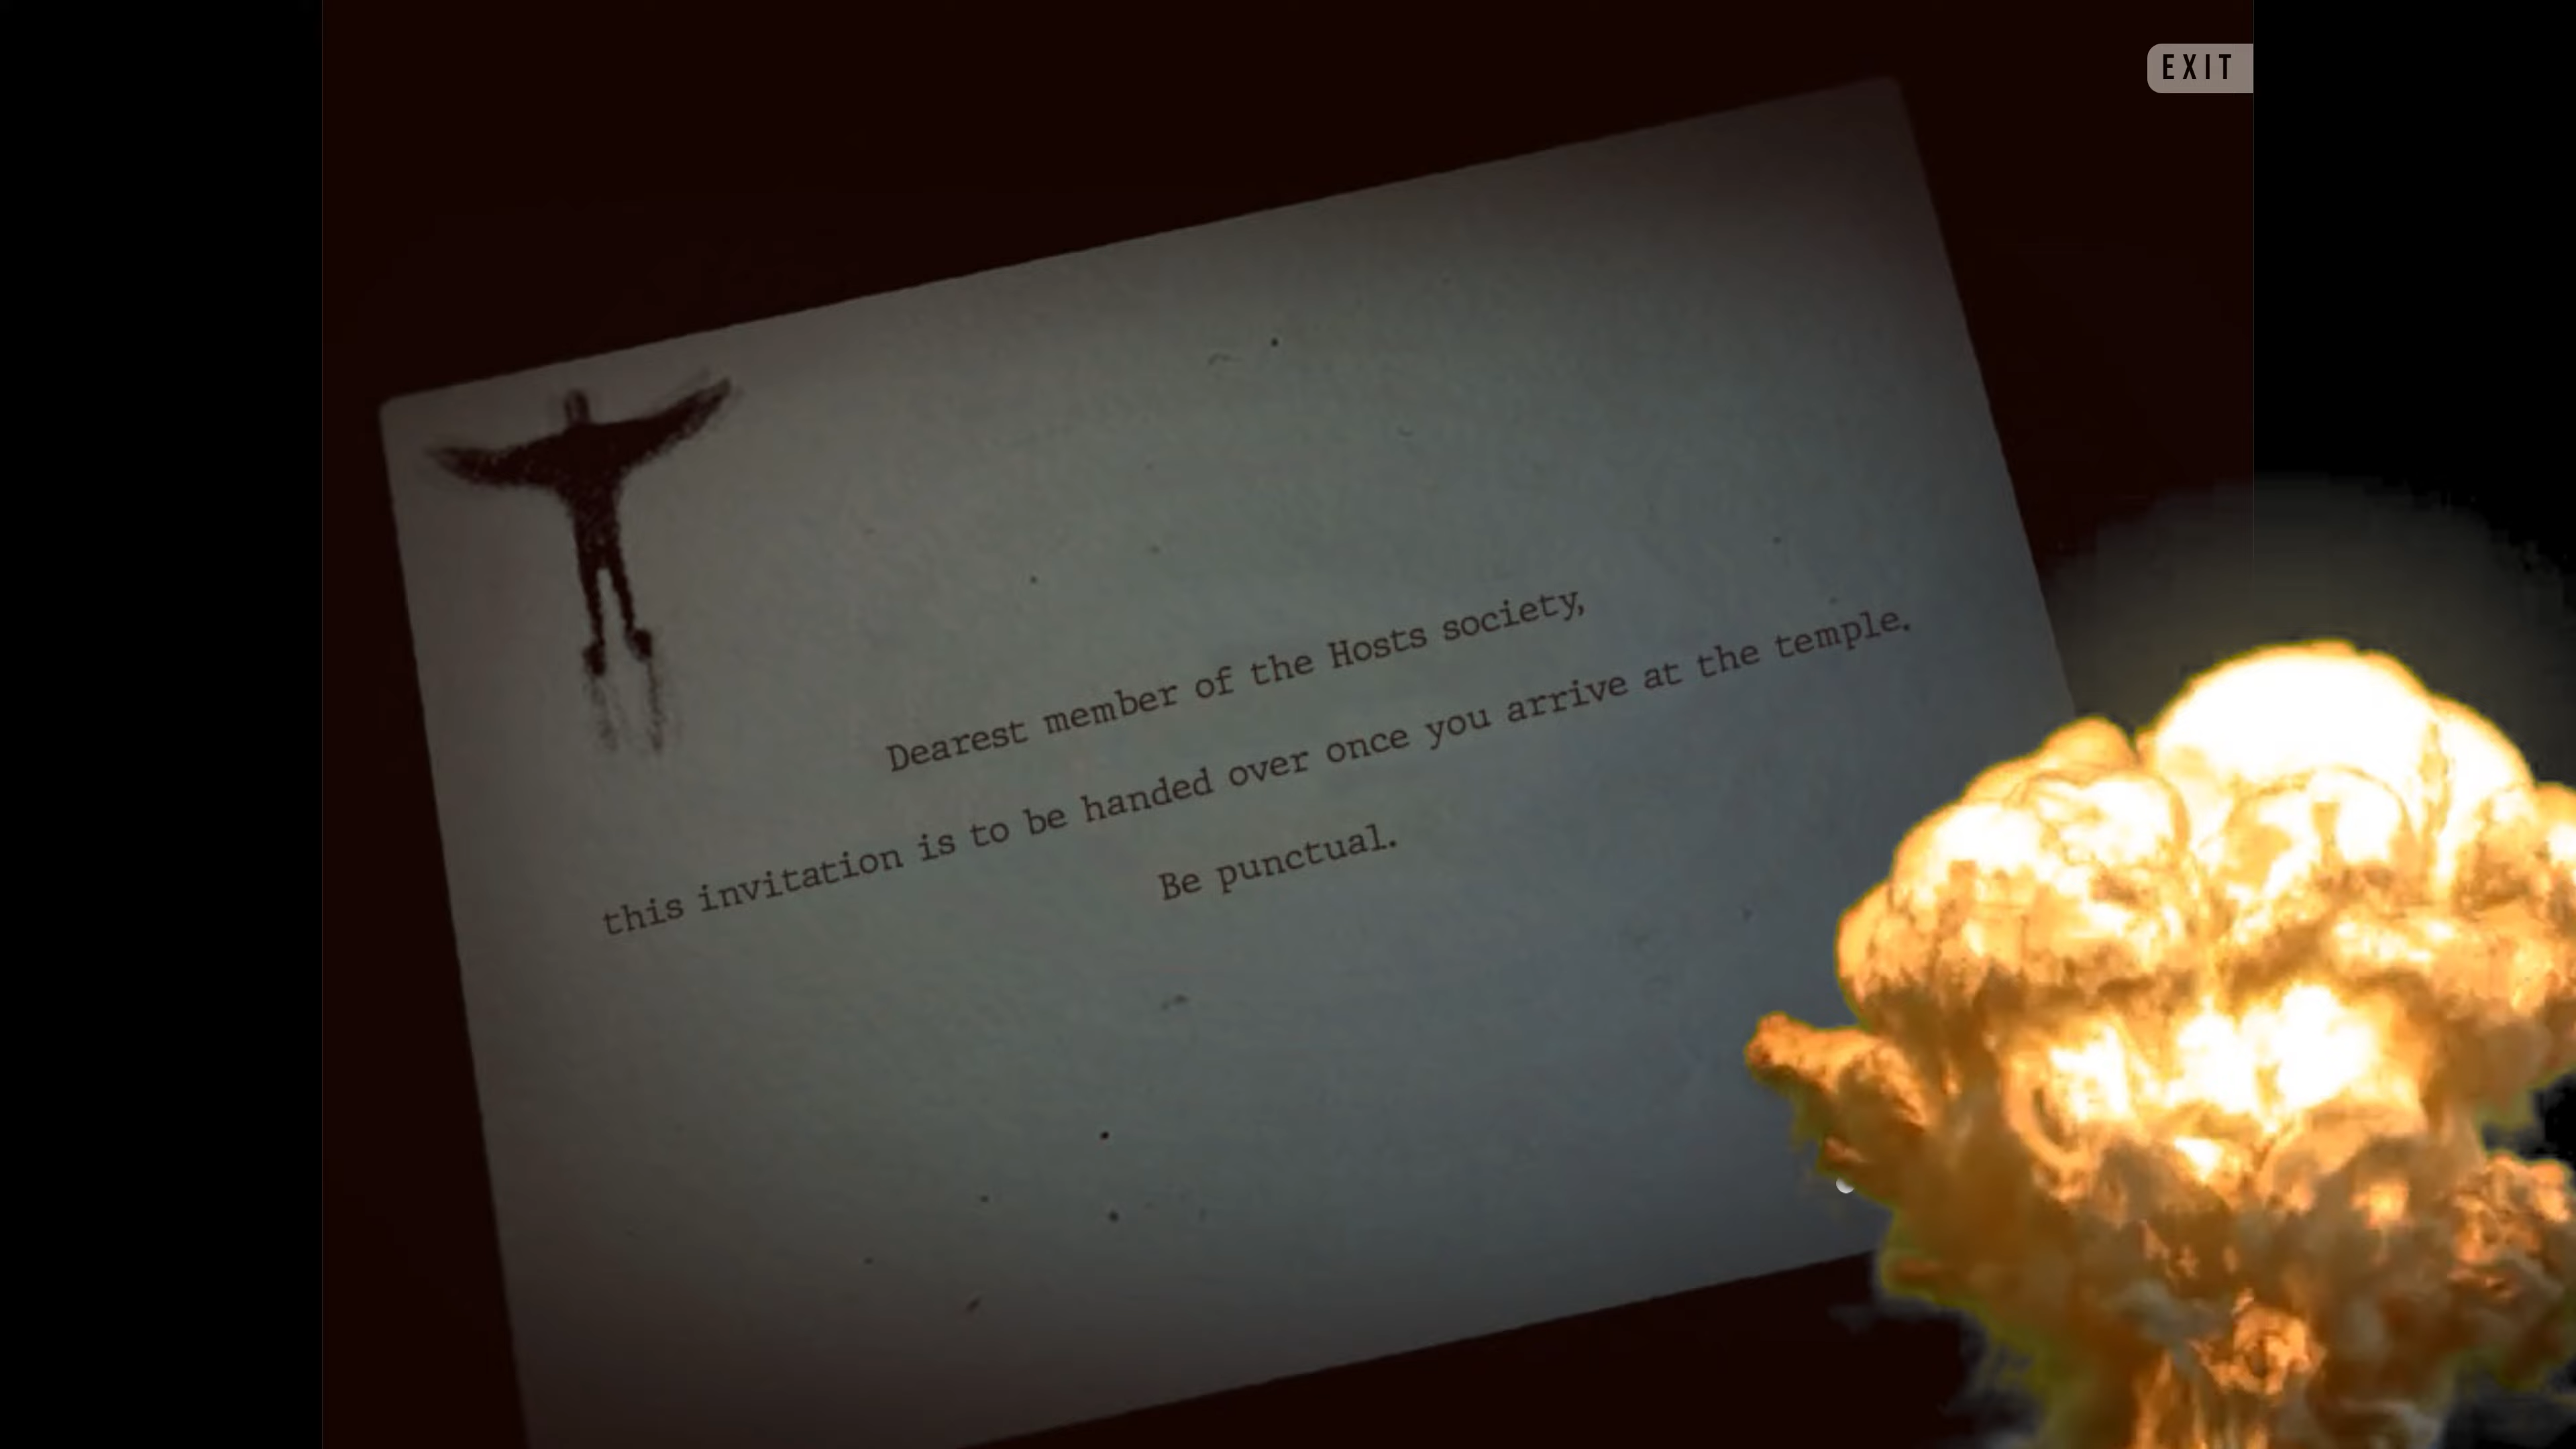 EXIT
Dearest member of the Hosts society,
this invitation is to be handed over once you arrive at the temple.
Be punctual.